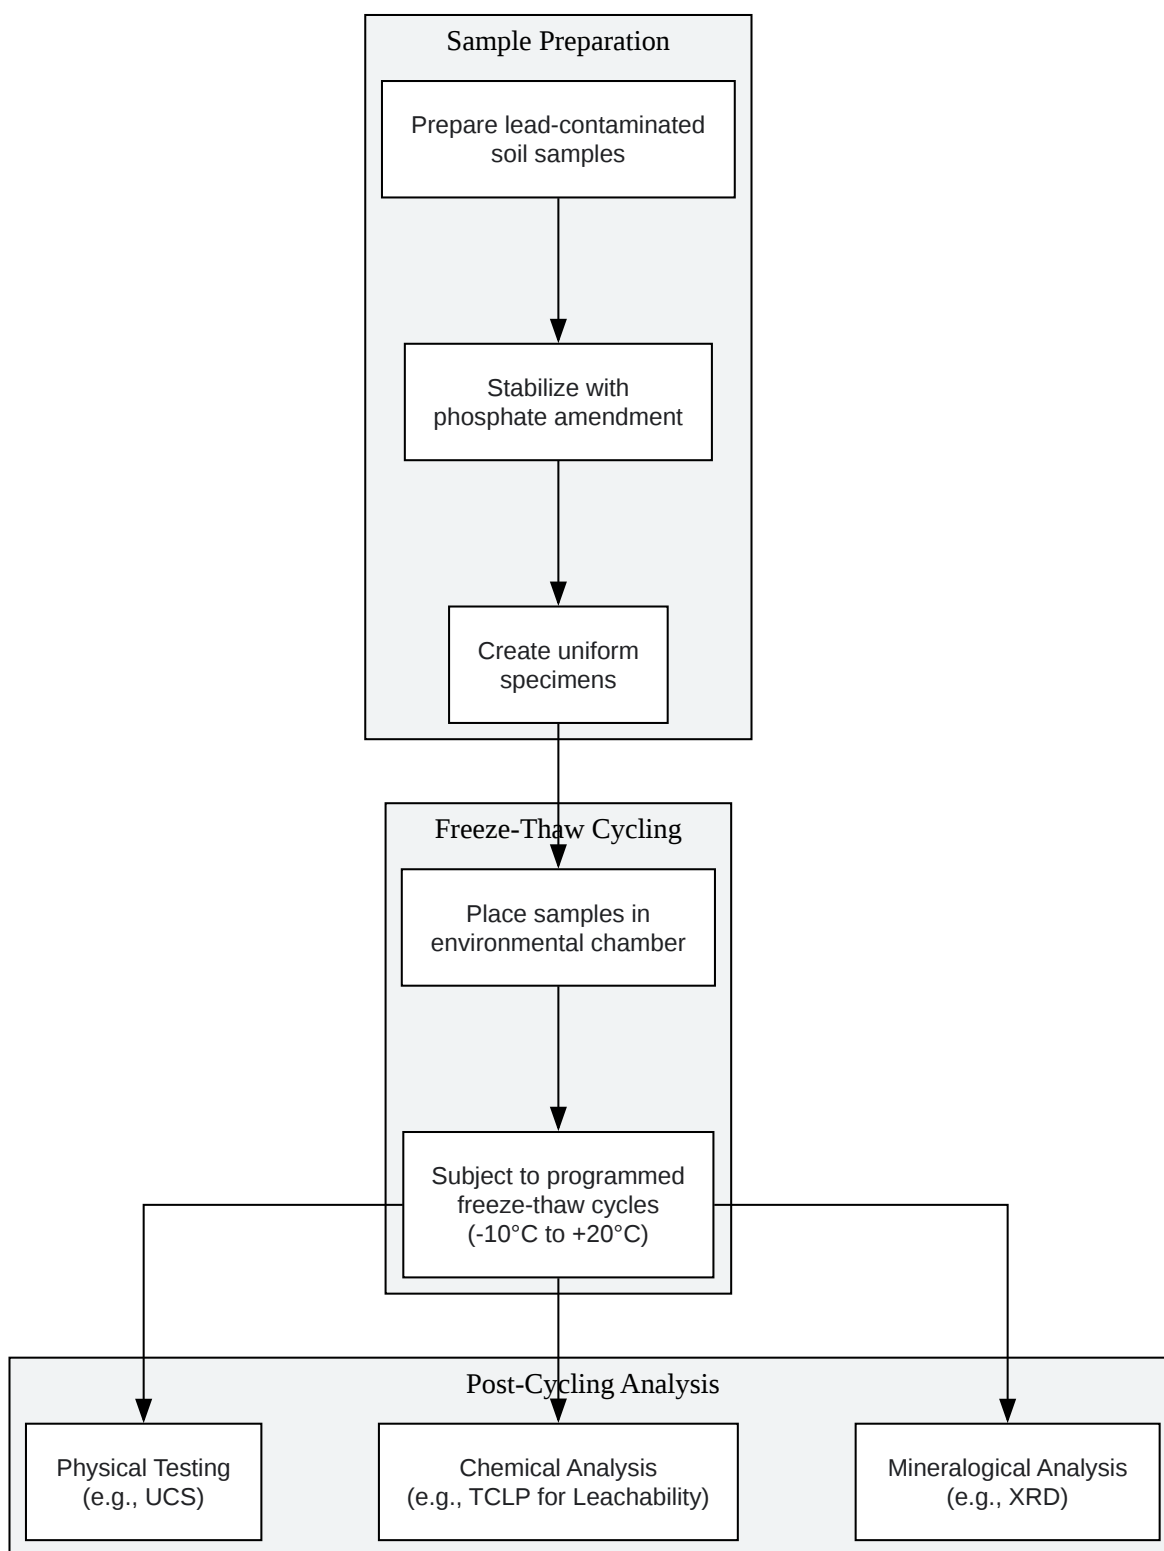 Sample Preparation
Prepare lead-contaminated
soil samples
Stabilize with
phosphate amendment
Create uniform
specimens
Freeze-Thaw Cycling
Place samples in
environmental chamber
Subject to programmed
freeze-thaw cycles
(-10°C to +20°C)
Post-Cycling Analysis
Physical Testing
(e.g., UCS)
Chemical Analysis
(e.g., TCLP for Leachability)
Mineralogical Analysis
(e.g., XRD)